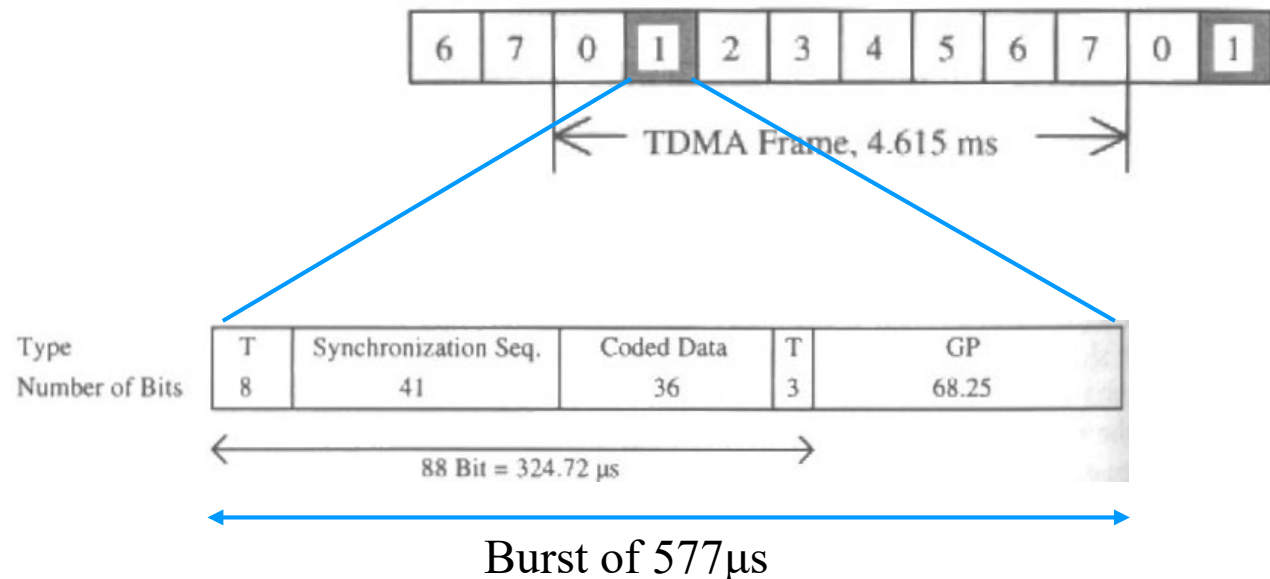 6 7 0 1 2 3 4 5 6 7 0 1
TDMA Frame, 4.615 ms
Type T Synchronization Seq. Coded Data T GP
Number of Bits 8 41 36 3 68.25
88 Bit = 324.72 µs
Burst of 577µs